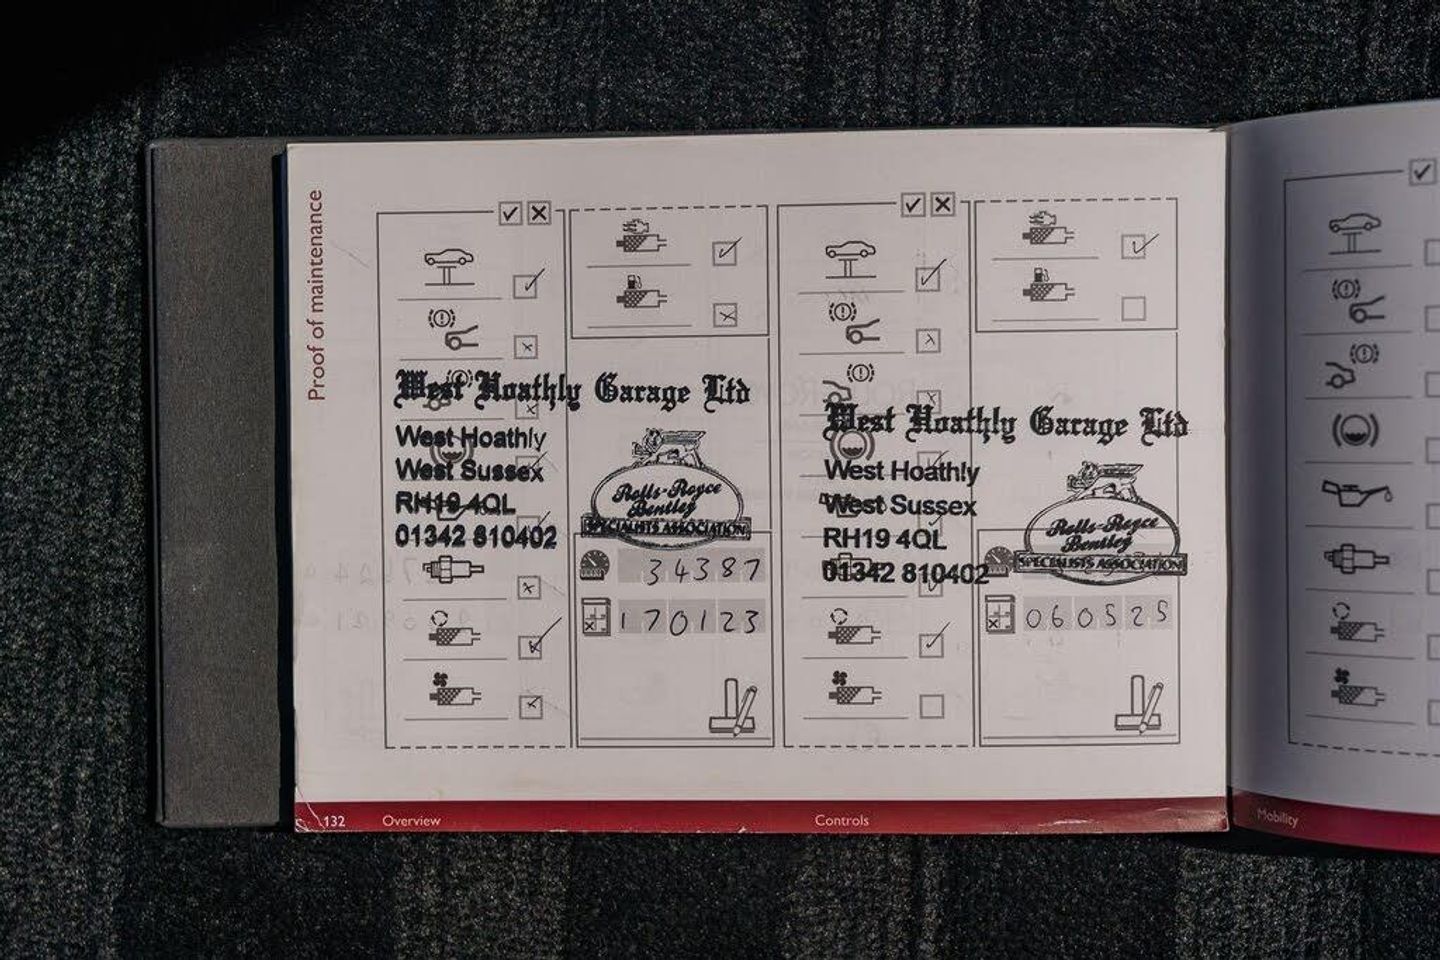 Proof of maintenance
West Hoathly Garage Ltd
West Hoathly
West Sussex
RH19 4QL
01342 810402
Rolls-Royce
Bentley
SPECIALISTS ASSOCIATION
34387
170123
West Hoathly Garage Ltd
West Hoathly
West Sussex
RH19 4QL
01342 810402
Rolls-Royce
Bentley
SPECIALISTS ASSOCIATION
060525
132 Overview Controls
Mobility